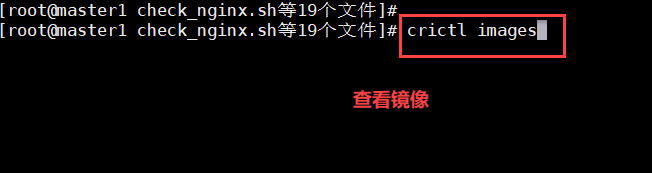 [root@master1 check_nginx.sh等19个文件]#
[root@master1 check_nginx.sh等19个文件]# crictl images
查看镜像